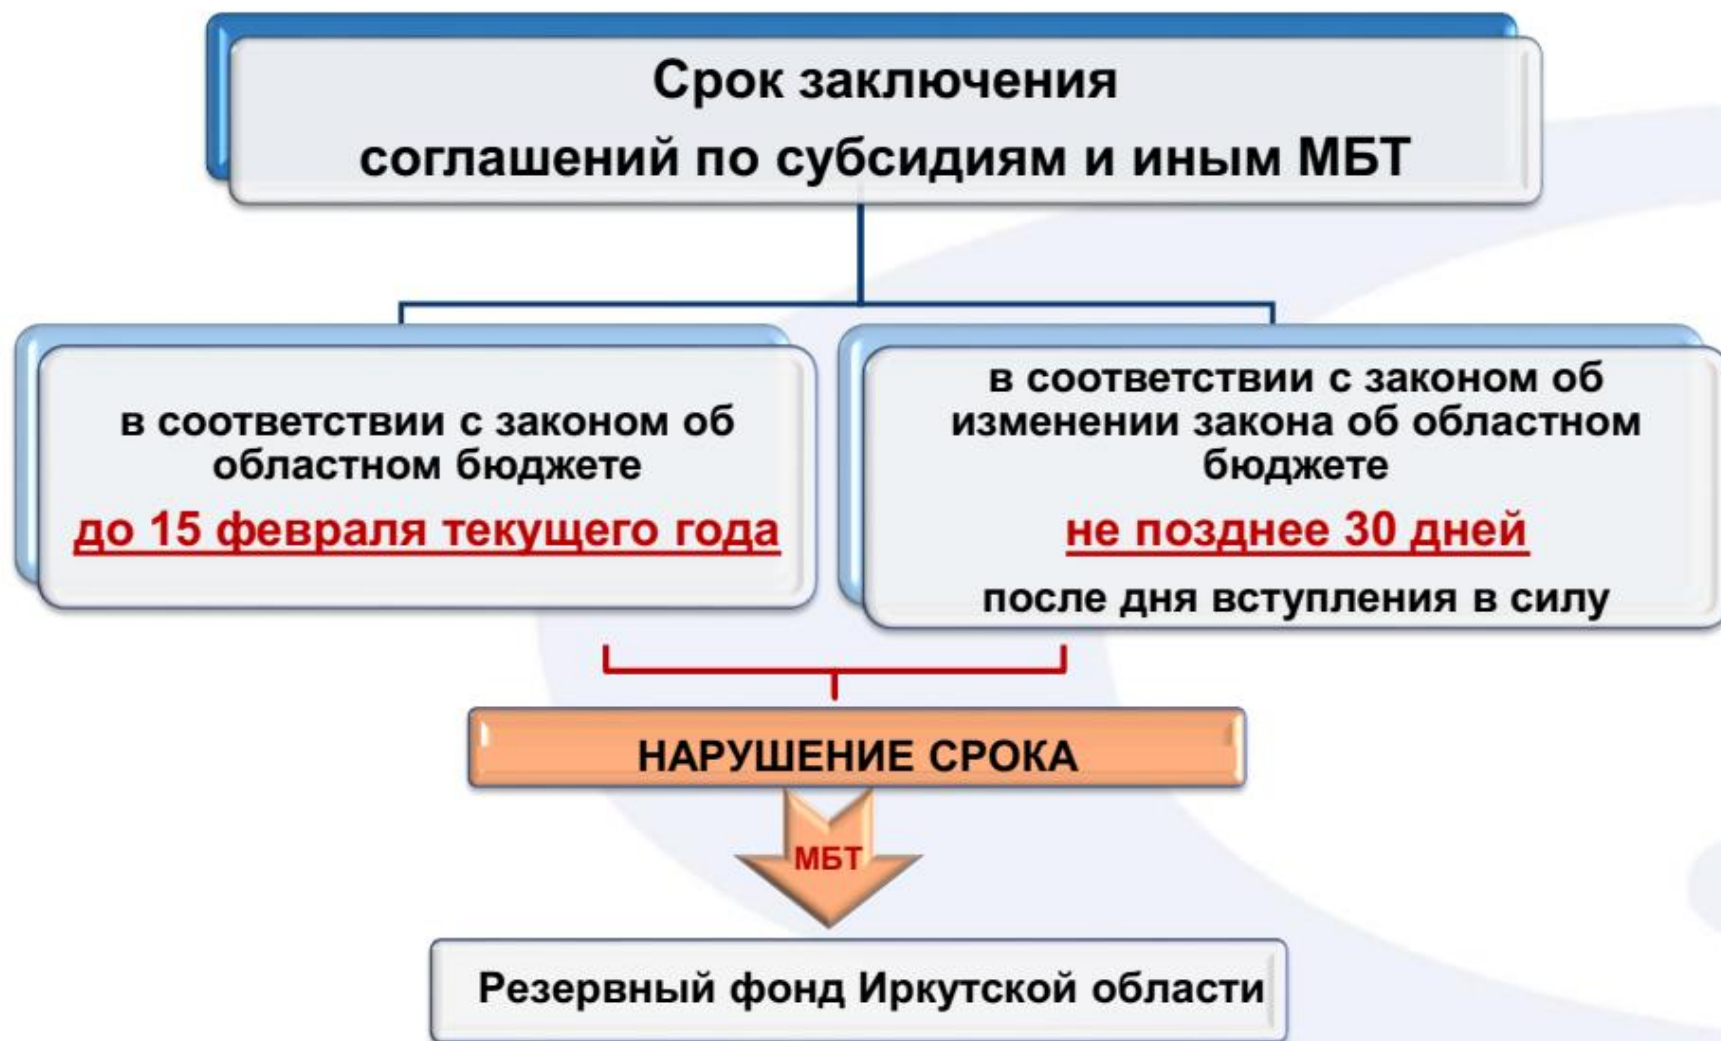 Срок заключения
соглашений по субсидиям и иным МБТ
в соответствии с законом об
областном бюджете
до 15 февраля текущего года
в соответствии с законом об
изменении закона об областном
бюджете
не позднее 30 дней
после дня вступления в силу
НАРУШЕНИЕ СРОКА
МБТ
Резервный фонд Иркутской области